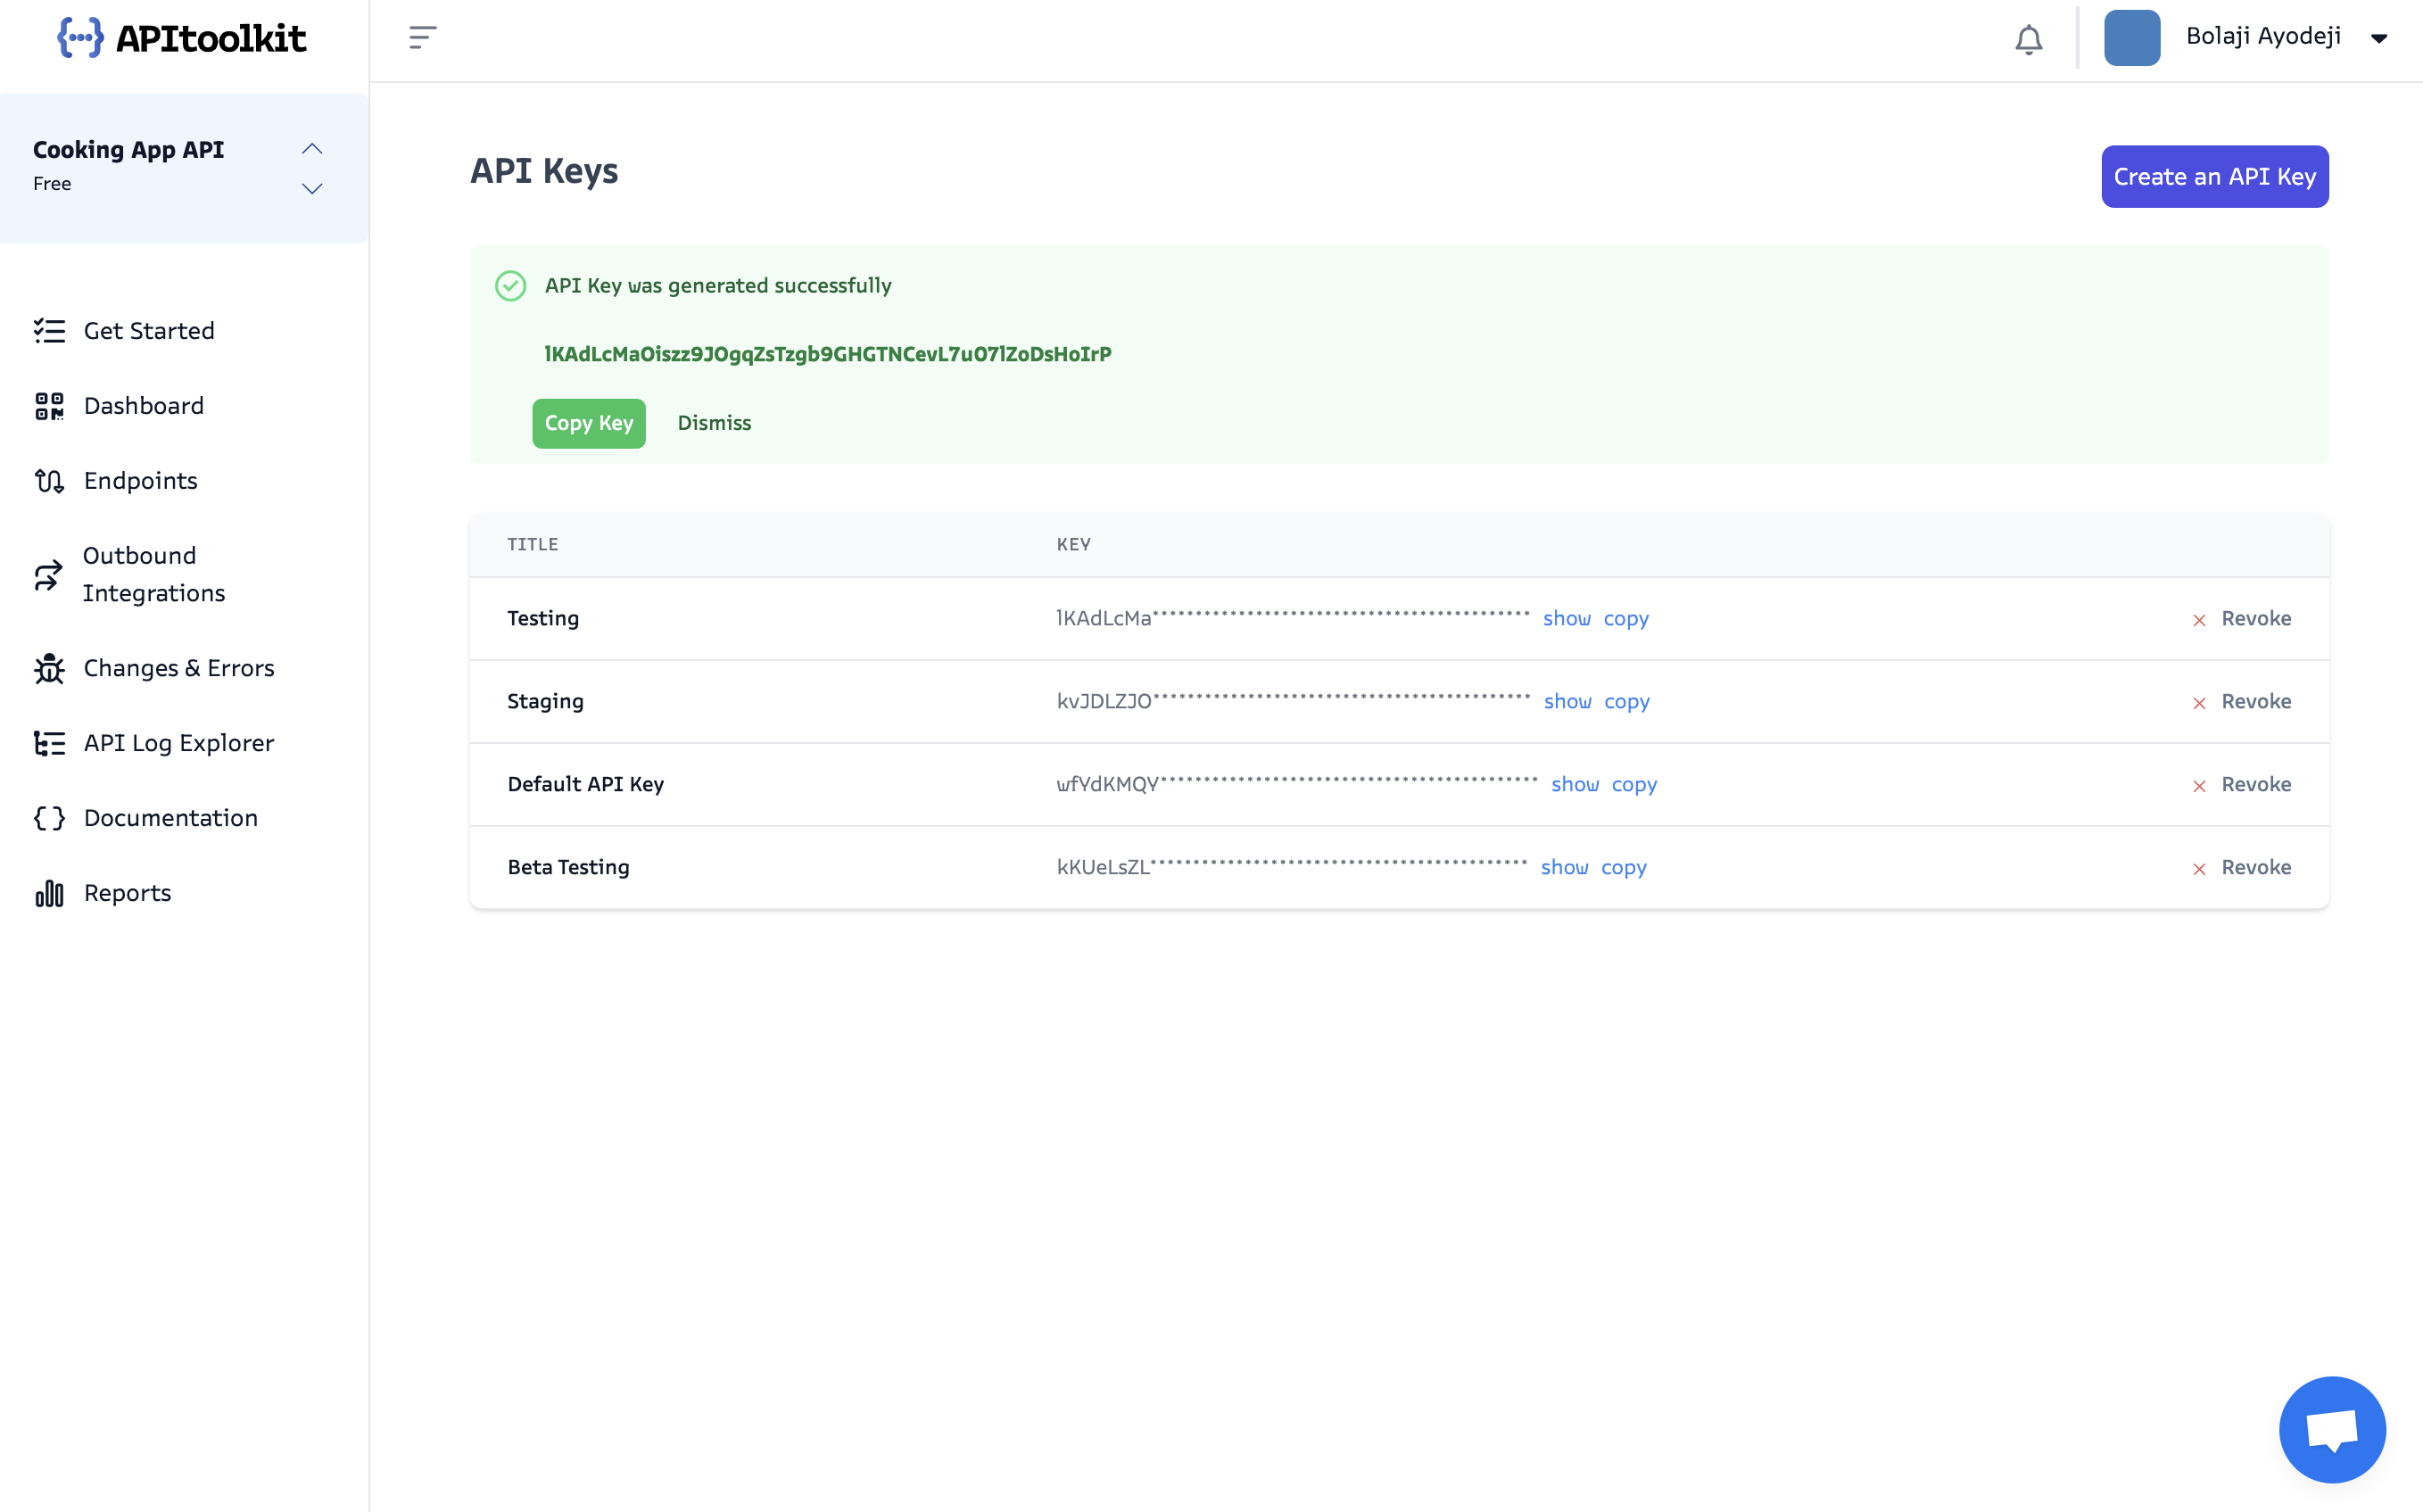 APItoolkit
Bolaji Ayodeji
Cooking App API
Free
Get Started
Dashboard
Endpoints
Outbound
Integrations
Changes & Errors
API Log Explorer
Documentation
Reports
API Keys
Create an API Key
API Key was generated successfully
lKAdLcMaOiszz9JOgqZsTzgb9GHGTNCevL7uO7lZoDsHoIrP
Copy Key Dismiss
TITLE KEY
Testing lKAdLcMa**************************************** show copy Revoke
Staging kvJDLZJO**************************************** show copy Revoke
Default API Key wfYdKMQY**************************************** show copy Revoke
Beta Testing kKUeLsZL**************************************** show copy Revoke